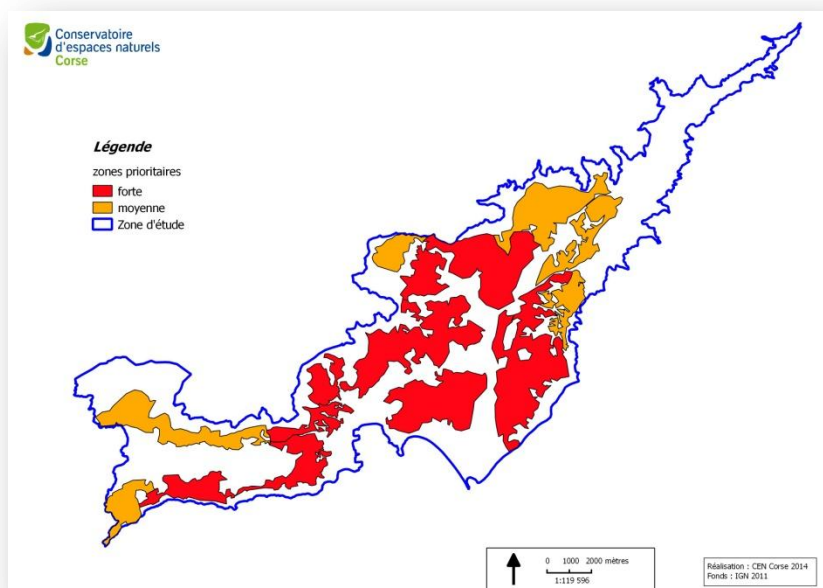 Conservatoire
d'espaces naturels
Corse
Légende
zones prioritaires
forte
moyenne
Zone d'étude
0 1000 2000 mètres
1:119 596
Réalisation : CEN Corse 2014
Fonds : IGN 2011